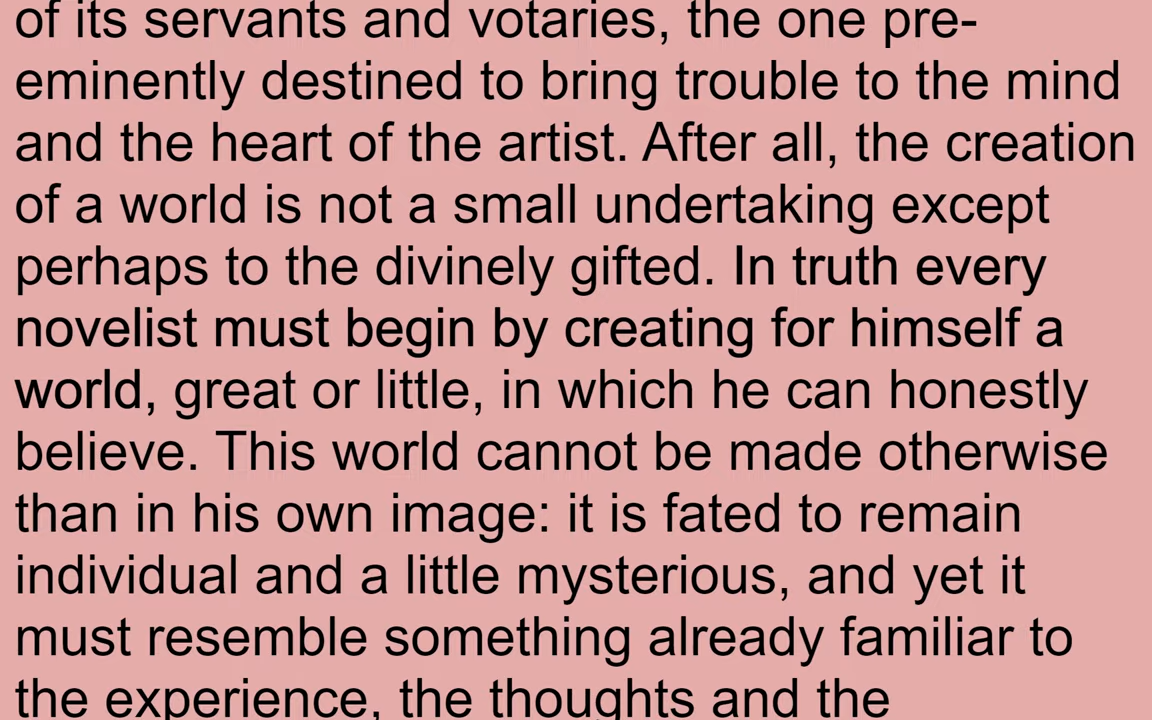 of its servants and votaries, the one pre-
eminently destined to bring trouble to the mind
and the heart of the artist. After all, the creation
of a world is not a small undertaking except
perhaps to the divinely gifted. In truth every
novelist must begin by creating for himself a
world, great or little, in which he can honestly
believe. This world cannot be made otherwise
than in his own image: it is fated to remain
individual and a little mysterious, and yet it
must resemble something already familiar to
the experience, the thoughts and the